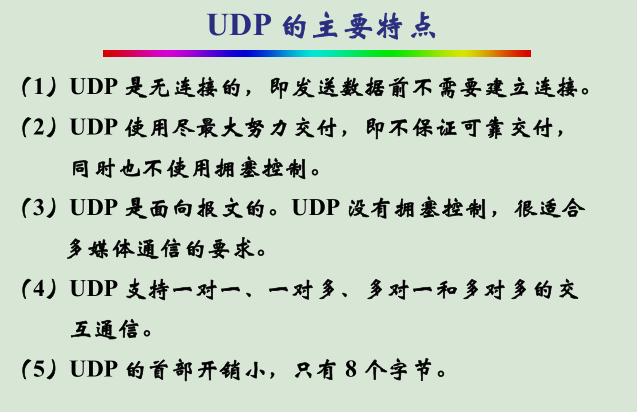 UDP 的主要特点
（1）UDP 是无连接的，即发送数据前不需要建立连接。
（2）UDP 使用尽最大努力交付，即不保证可靠交付，
同时也不使用拥塞控制。
（3）UDP 是面向报文的。UDP 没有拥塞控制，很适合
多媒体通信的要求。
（4）UDP 支持一对一、一对多、多对一和多对多的交
互通信。
（5）UDP 的首部开销小，只有 8 个字节。